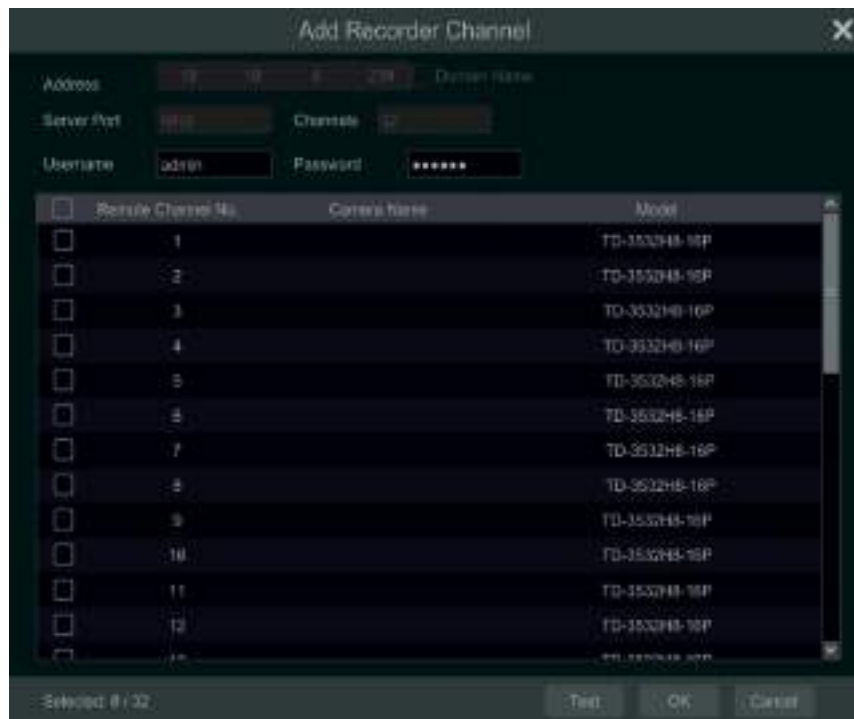 Add Recorder Channel
Address Domain Name
Server Port Channels 32
Username admin Password ••••••
Remote Channel No. Camera Name Model
1 TD-3532H8-16P
2 TD-3532H8-16P
3 TD-3532H8-16P
4 TD-3532H8-16P
5 TD-3532H8-16P
6 TD-3532H8-16P
7 TD-3532H8-16P
8 TD-3532H8-16P
9 TD-3532H8-16P
10 TD-3532H8-16P
11 TD-3532H8-16P
12 TD-3532H8-16P
Selected: / 32 Test OK Cancel